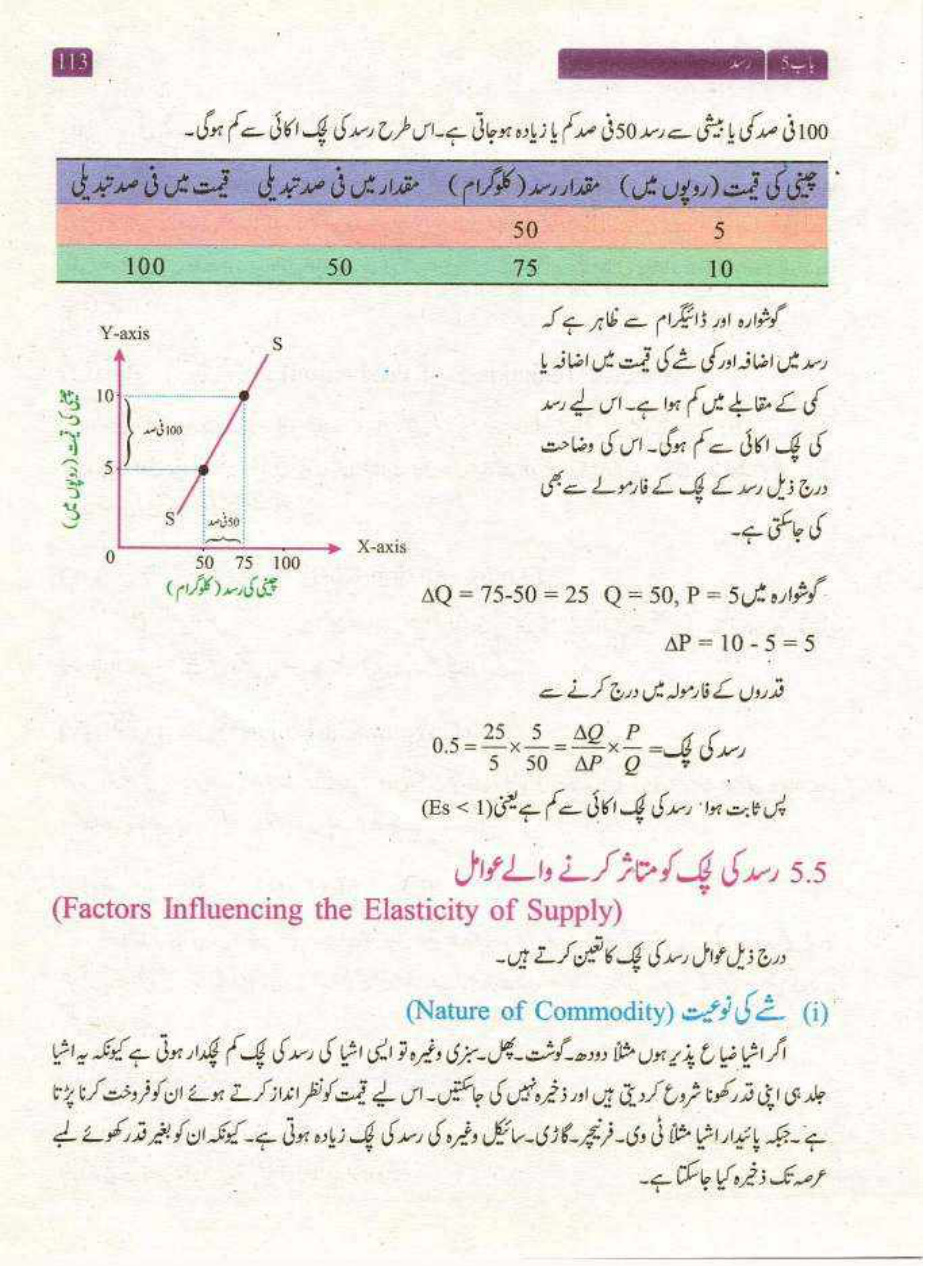 113
باب 5 رسد
100 فی صد کمی یا بیشی سے رسد 50 فی صد کم یا زیادہ ہوجاتی ہے۔ اس طرح رسد کی لچک اکائی سے کم ہوگی۔
چینی کی قیمت (روپوں میں) مقدار رسد (کلوگرام) مقدار میں فی صد تبدیلی قیمت میں فی صد تبدیلی
5 50
10 75 50 100
گوشوارہ اور ڈائیگرام سے ظاہر ہے کہ
رسد میں اضافہ اور کمی شے کی قیمت میں اضافہ یا
کمی کے مقابلے میں کم ہوا ہے۔ اس لیے رسد
کی لچک اکائی سے کم ہوگی۔ اس کی وضاحت
درج ذیل رسد کے لچک کے فارمولے سے بھی
کی جاسکتی ہے۔
Y-axis
S
10
100 فی صد
5
S
50 فی صد
X-axis
0 50 75 100
چینی کی رسد (کلوگرام)
چینی کی قیمت (روپوں میں)
گوشوارہ میں ΔQ = 75-50 = 25 Q = 50, P = 5
ΔP = 10 - 5 = 5
قدروں کے فارمولہ میں درج کرنے سے
رسد کی لچک = ΔQ/ΔP × P/Q = 25/5 × 5/50 = 0.5
پس ثابت ہوا رسد کی لچک اکائی سے کم ہے یعنی (Es < 1)
5.5 رسد کی لچک کو متاثر کرنے والے عوامل
(Factors Influencing the Elasticity of Supply)
درج ذیل عوامل رسد کی لچک کا تعین کرتے ہیں۔
(i) شے کی نوعیت (Nature of Commodity)
اگر اشیا ضیاع پذیر ہوں مثلاً دودھ۔ گوشت۔ پھل۔ سبزی وغیرہ تو ایسی اشیا کی رسد کی لچک کم لچکدار ہوتی ہے کیونکہ یہ اشیا
جلد ہی اپنی قدر کھونا شروع کردیتی ہیں اور ذخیرہ نہیں کی جاسکتیں۔ اس لیے قیمت کو نظر انداز کرتے ہوئے ان کو فروخت کرنا پڑتا
ہے۔ جبکہ پائیدار اشیا مثلاً ٹی وی۔ فرنیچر۔ گاڑی۔ سائیکل وغیرہ کی رسد کی لچک زیادہ ہوتی ہے۔ کیونکہ ان کو بغیر قدر کھوئے لمبے
عرصہ تک ذخیرہ کیا جاسکتا ہے۔